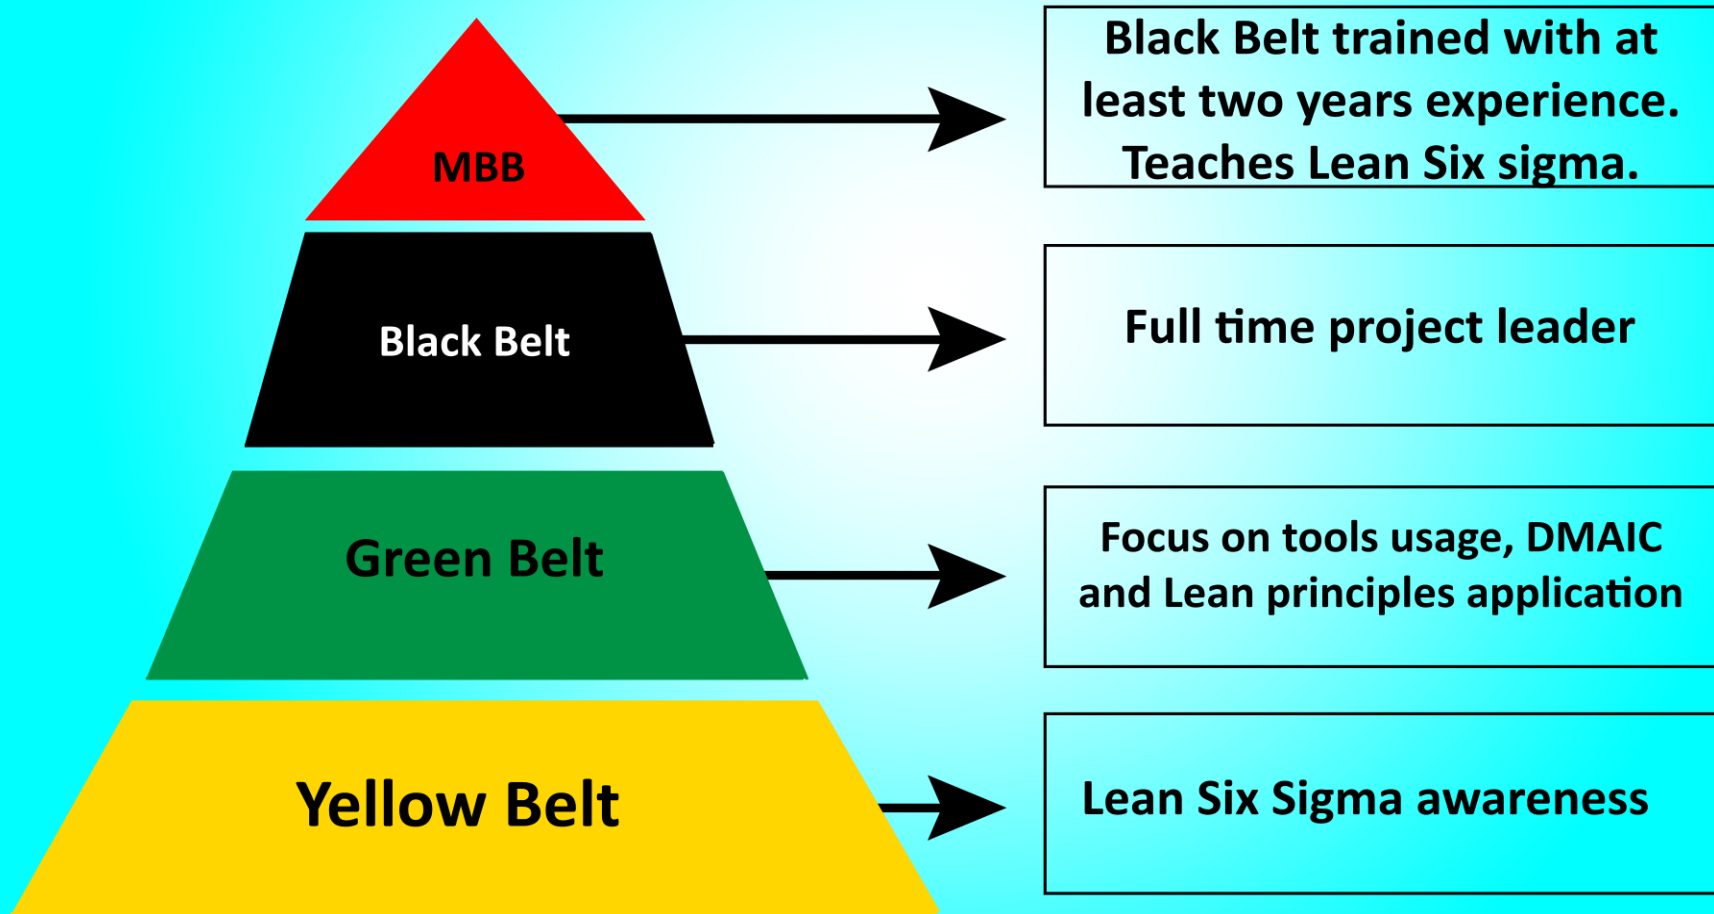 MBB
Black Belt trained with at
least two years experience.
Teaches Lean Six sigma.
Black Belt
Full time project leader
Green Belt
Focus on tools usage, DMAIC
and Lean principles application
Yellow Belt
Lean Six Sigma awareness